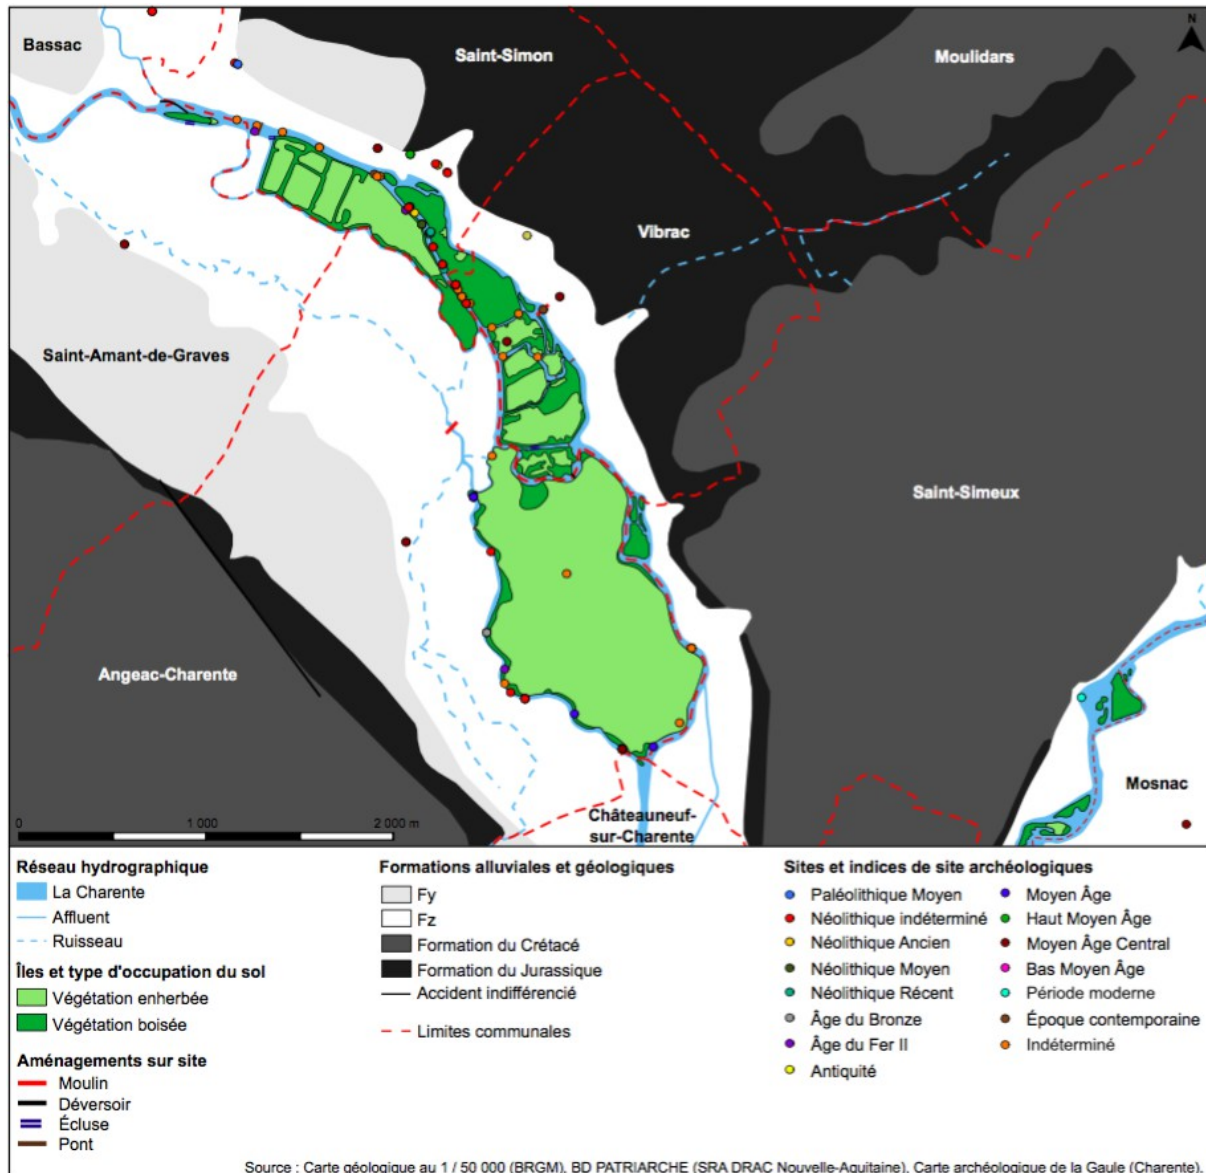 Bassac
Saint-Simon
Moulidars
N
Vibrac
Saint-Amant-de-Graves
Saint-Simeux
Angeac-Charente
Mosnac
Châteauneuf-
sur-Charente
0 1 000 2 000 m
Réseau hydrographique
La Charente
Affluent
Ruisseau
Îles et type d'occupation du sol
Végétation enherbée
Végétation boisée
Aménagements sur site
Moulin
Déversoir
Écluse
Pont
Formations alluviales et géologiques
Fy
Fz
Formation du Crétacé
Formation du Jurassique
Accident indifférencié
Limites communales
Sites et indices de site archéologiques
Paléolithique Moyen
Néolithique indéterminé
Néolithique Ancien
Néolithique Moyen
Néolithique Récent
Âge du Bronze
Âge du Fer II
Antiquité
Moyen Âge
Haut Moyen Âge
Moyen Âge Central
Bas Moyen Âge
Période moderne
Époque contemporaine
Indéterminé
Source : Carte géologique au 1 / 50 000 (BRGM), BD PATRIARCHE (SRA DRAC Nouvelle-Aquitaine), Carte archéologique de la Gaule (Charente).